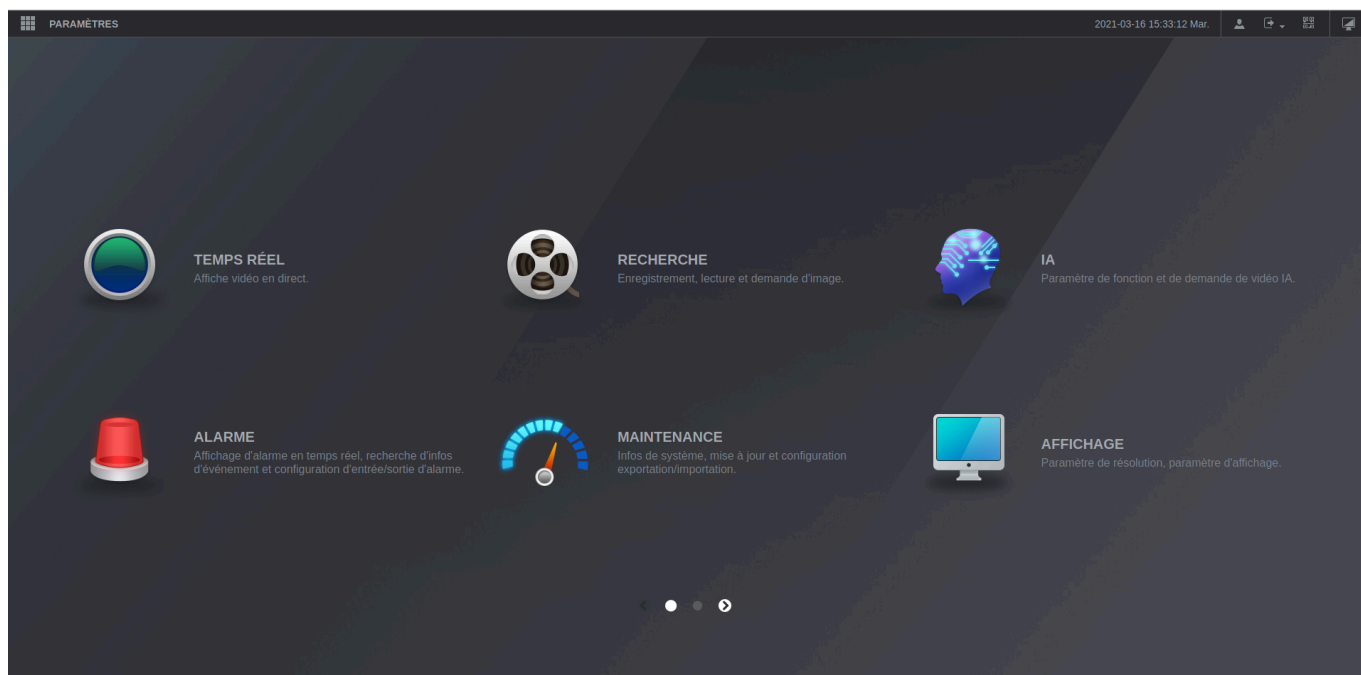 PARAMÈTRES
2021-03-16 15:33:12 Mar.
TEMPS RÉEL
Affiche vidéo en direct.
RECHERCHE
Enregistrement, lecture et demande d'image.
IA
Paramètre de fonction et de demande de vidéo IA.
ALARME
Affichage d'alarme en temps réel, recherche d'infos
d'événement et configuration d'entrée/sortie d'alarme.
MAINTENANCE
Infos de système, mise à jour et configuration
exportation/importation.
AFFICHAGE
Paramètre de résolution, paramètre d'affichage.